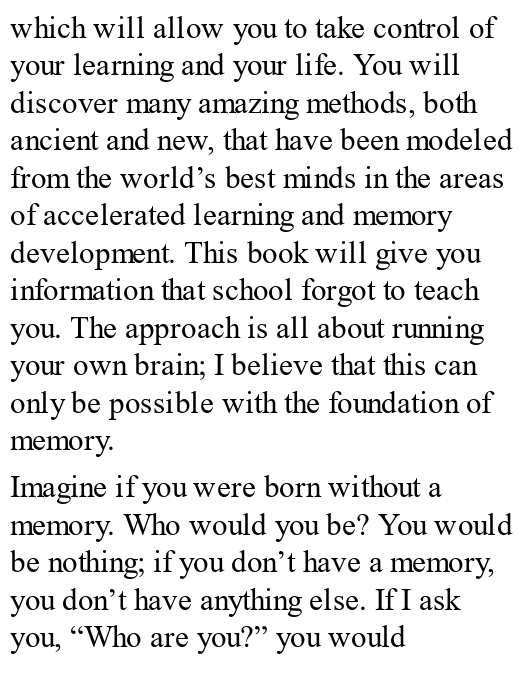 which will allow you to take control of
your learning and your life. You will
discover many amazing methods, both
ancient and new, that have been modeled
from the world’s best minds in the areas
of accelerated learning and memory
development. This book will give you
information that school forgot to teach
you. The approach is all about running
your own brain; I believe that this can
only be possible with the foundation of
memory.
Imagine if you were born without a
memory. Who would you be? You would
be nothing; if you don’t have a memory,
you don’t have anything else. If I ask
you, “Who are you?” you would